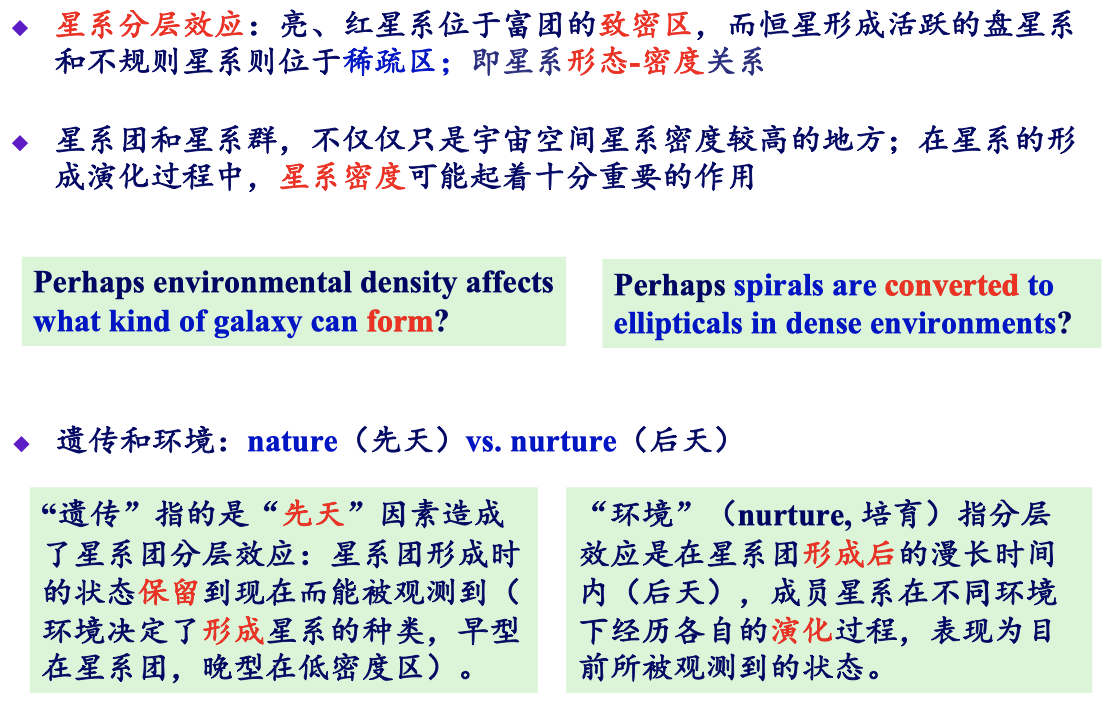 星系分层效应：亮、红星系位于富团的致密区，而恒星形成活跃的盘星系
和不规则星系则位于稀疏区；即星系形态-密度关系
星系团和星系群，不仅仅只是宇宙空间星系密度较高的地方；在星系的形
成演化过程中，星系密度可能起着十分重要的作用
Perhaps environmental density affects
what kind of galaxy can form?
Perhaps spirals are converted to
ellipticals in dense environments?
遗传和环境：nature（先天）vs. nurture（后天）
“遗传”指的是“先天”因素造成
了星系团分层效应：星系团形成时
的状态保留到现在而能被观测到（
环境决定了形成星系的种类，早型
在星系团，晚型在低密度区）。
“环境”（nurture, 培育）指分层
效应是在星系团形成后的漫长时间
内（后天），成员星系在不同环境
下经历各自的演化过程，表现为目
前所被观测到的状态。